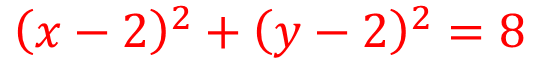 (x − 2)² + (y − 2)² = 8